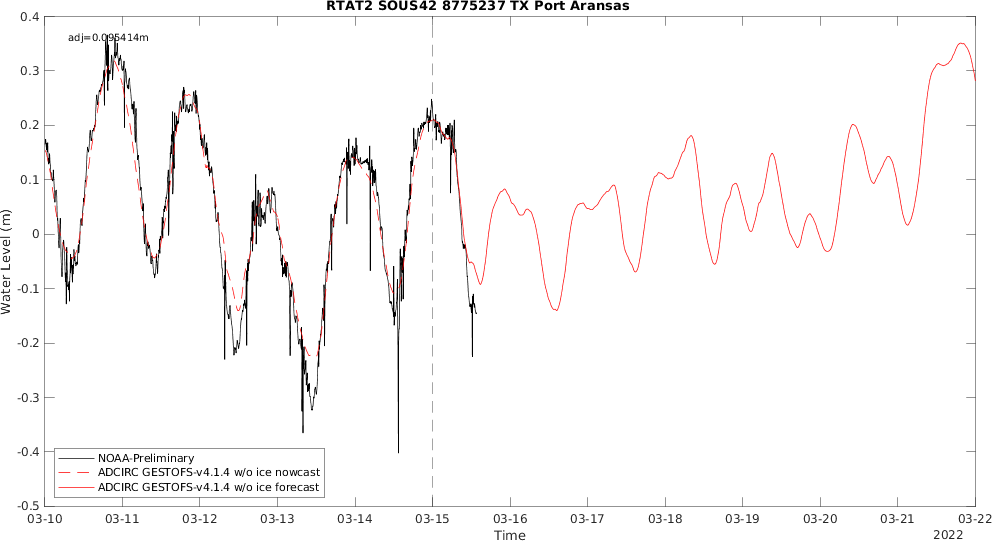 RTAT2 SOUS42 8775237 TX Port Aransas
adj=0.095414m
0.4
0.3
0.2
0.1
0
-0.1
-0.2
-0.3
-0.4
-0.5
Water Level (m)
NOAA-Preliminary
ADCIRC GESTOFS-v4.1.4 w/o ice nowcast
ADCIRC GESTOFS-v4.1.4 w/o ice forecast
03-10 03-11 03-12 03-13 03-14 03-15 03-16 03-17 03-18 03-19 03-20 03-21 03-22
Time
2022